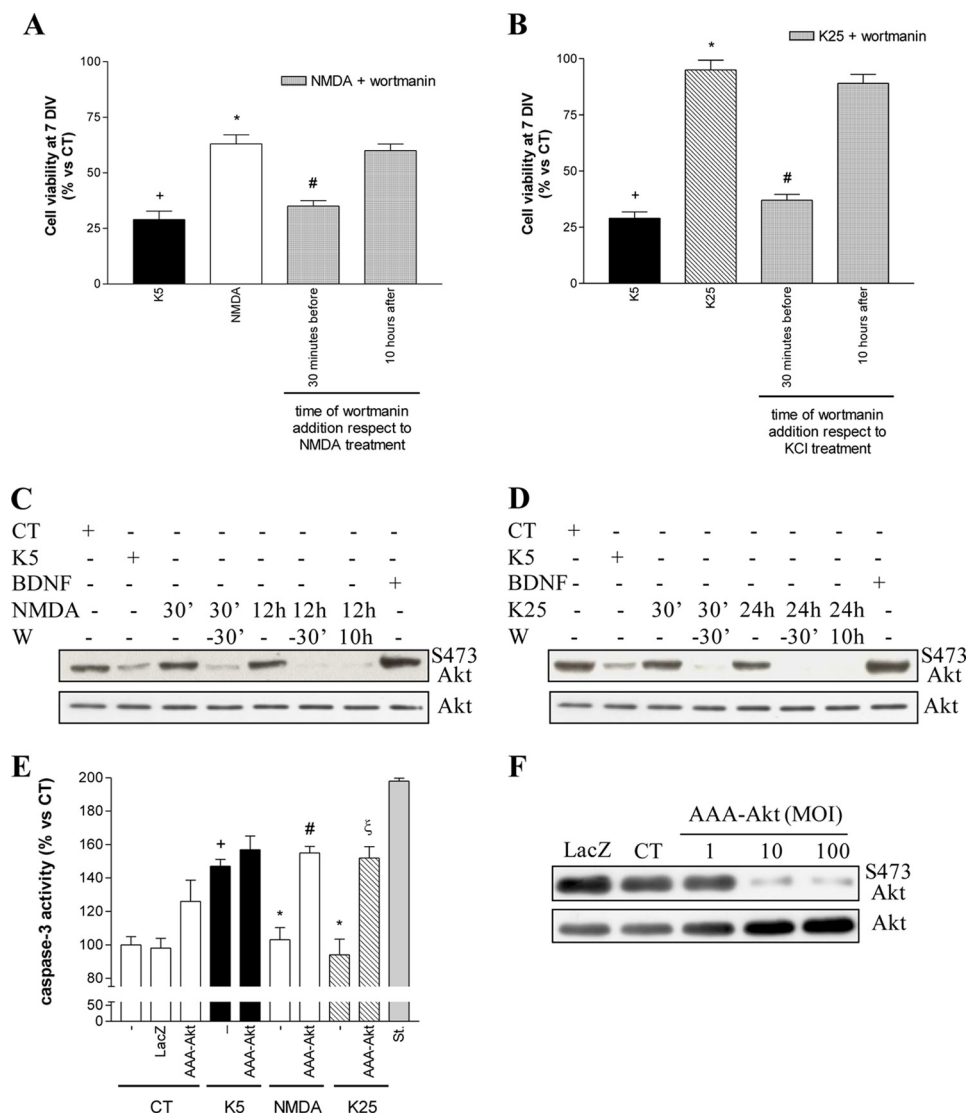 A
NMDA + wortmanin
Cell viability at 7 DIV
(% vs CT)
100
75
50
25
0
+
*
#
K5
NMDA
30 minutes before
10 hours after
time of wortmanin
addition respect to
NMDA treatment
B
K25 + wortmanin
Cell viability at 7 DIV
(% vs CT)
100
75
50
25
0
+
*
#
K5
K25
30 minutes before
10 hours after
time of wortmanin
addition respect to
KCl treatment
C
CT + - - - - - - -
K5 - + - - - - - -
BDNF - - - - - - - +
NMDA - - 30' 30' 12h 12h 12h -
W - - - -30' - -30' 10h -
S473
Akt
Akt
D
CT + - - - - - - -
K5 - + - - - - - -
BDNF - - - - - - - +
K25 - - 30' 30' 24h 24h 24h -
W - - - -30' - -30' 10h -
S473
Akt
Akt
E
caspase-3 activity (% vs CT)
200
180
160
140
120
100
80
50
0
+
*
#
*
ξ
-
LacZ
AAA-Akt
–
AAA-Akt
-
AAA-Akt
-
AAA-Akt
St.
CT
K5
NMDA
K25
F
AAA-Akt (MOI)
LacZ CT 1 10 100
S473
Akt
Akt